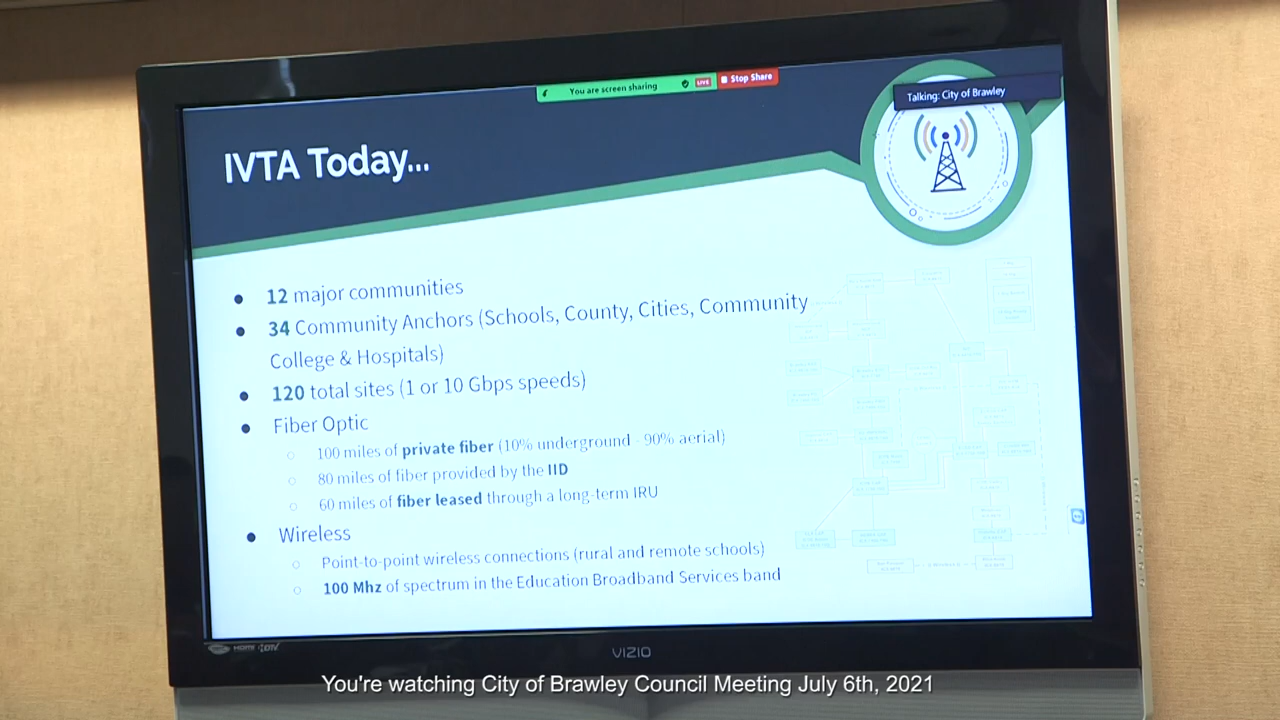 You are screen sharing
LIVE
Stop Share
Talking: City of Brawley
IVTA Today...
12 major communities
34 Community Anchors (Schools, County, Cities, Community
College & Hospitals)
120 total sites (1 or 10 Gbps speeds)
Fiber Optic
100 miles of private fiber (10% underground - 90% aerial)
80 miles of fiber provided by the IID
60 miles of fiber leased through a long-term IRU
Wireless
Point-to-point wireless connections (rural and remote schools)
100 Mhz of spectrum in the Education Broadband Services band
HDMI
VIZIO
You're watching City of Brawley Council Meeting July 6th, 2021